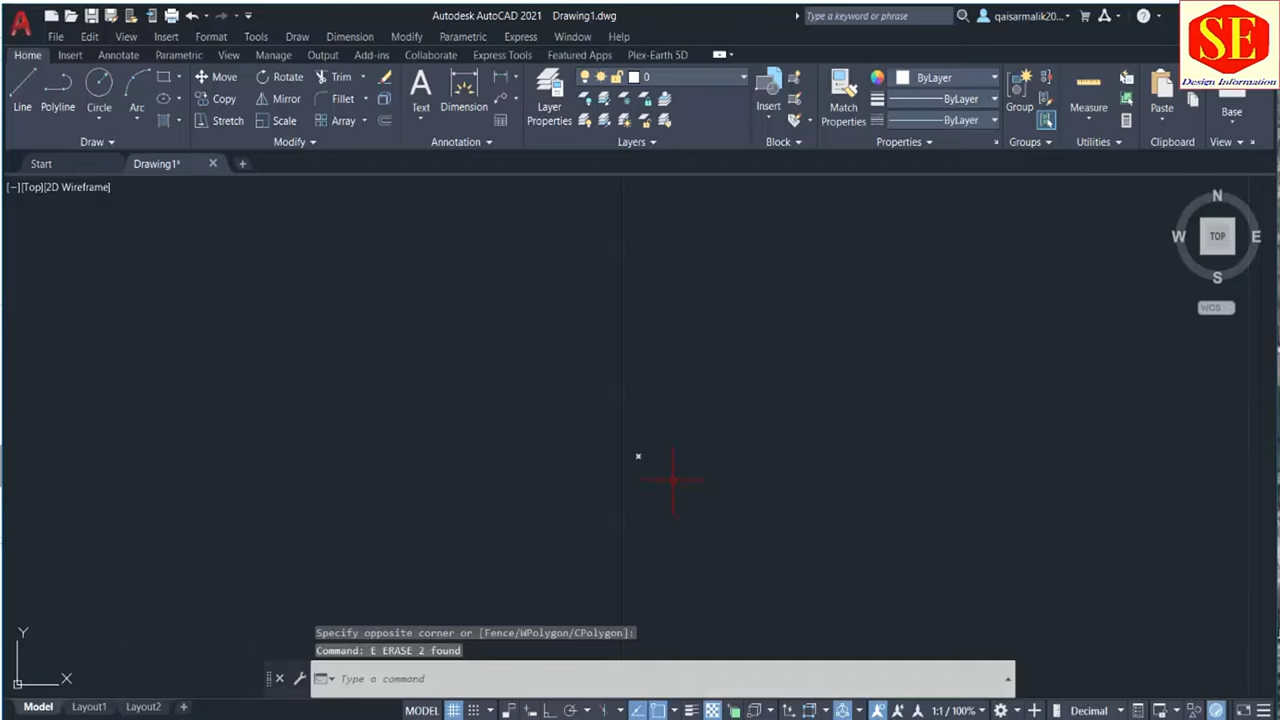 Autodesk AutoCAD 2021 Drawing1.dwg
Type a keyword or phrase
qaisarmalik20...
SE
Design Information
File Edit View Insert Format Tools Draw Dimension Modify Parametric Express Window Help
Home Insert Annotate Parametric View Manage Output Add-ins Collaborate Express Tools Featured Apps Plex-Earth 5D
Line Polyline Circle Arc
Move Rotate Trim
Copy Mirror Fillet
Stretch Scale Array
Text Dimension
Layer Properties
0
Insert
Match Properties
ByLayer
ByLayer
ByLayer
Group
Measure
Paste
Base
Draw Modify Annotation Layers Block Properties Groups Utilities Clipboard View
Start Drawing1*
[−][Top][2D Wireframe]
N
W TOP E
S
WCS
Y
X
Specify opposite corner or [Fence/WPolygon/CPolygon]:
Command: E ERASE 2 found
Type a command
Model Layout1 Layout2
MODEL 1:1 / 100% Decimal